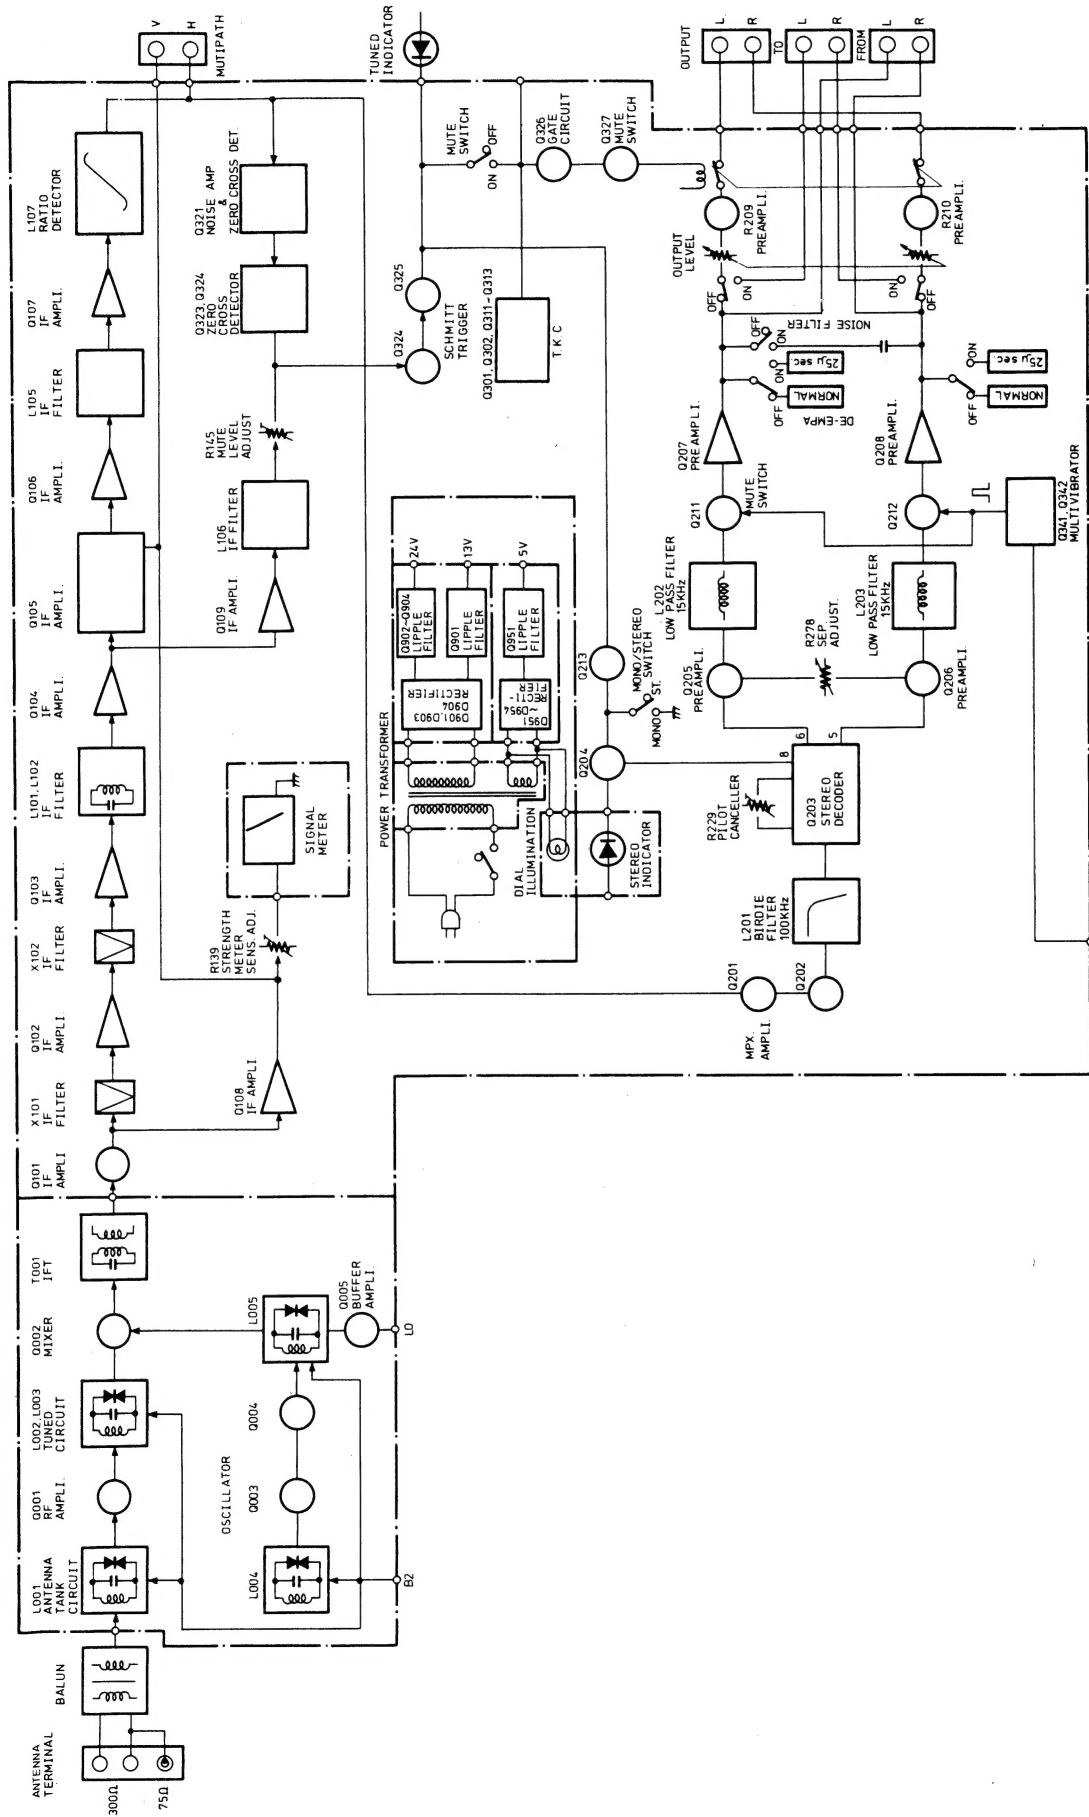 ANTENNA
TERMINAL
300Ω
75Ω
BALUN
L001
ANTENNA
TANK
CIRCUIT
Q001
RF
AMPLI.
L002,L003
TUNED
CIRCUIT
Q002
MIXER
T001
IFT
Q101
IF
AMPLI
X101
IF
FILTER
Q102
IF
AMPLI.
X102
IF
FILTER
Q103
IF
AMPLI.
L101, L102
IF
FILTER
Q104
IF
AMPLI.
Q105
IF
AMPLI.
Q106
IF
AMPLI.
L105
IF
FILTER
Q107
IF
AMPLI.
L107
RATIO
DETECTOR
V
H
MUTIPATH
OSCILLATOR
L004
Q003
Q004
L005
Q005
BUFFER
AMPLI.
B2
LO
Q108
IF AMPLI
R139
STRENGTH
METER
SENS. ADJ.
SIGNAL
METER
Q109
IF AMPLI.
L106
IF FILTER
R145
MUTE
LEVEL
ADJUST
Q323, Q324
ZERO
CROSS
DETECTOR
Q321
NOISE AMP
&
ZERO CROSS DET.
TUNED
INDICATOR
Q324
Q325
SCHMITT
TRIGGER
MUTE
SWITCH
OFF
ON
Q301, Q302, Q311~Q313
T.K.C
Q326
GATE
CIRCUIT
Q327
MUTE
SWITCH
POWER TRANSFORMER
D901,D903
D904
RECTIFIER
D951
~D954
RECTI-
FIER
Q902~Q904
LIPPLE
FILTER
Q901
LIPPLE
FILTER
Q951
LIPPLE
FILTER
24V
13V
5V
DIAL
ILLUMINATION
STEREO
INDICATOR
Q204
Q213
MONO/STEREO
SWITCH
ST.
MONO
MPX.
AMPLI.
Q201
Q202
L201
BIRDIE
FILTER
100KHz
R229
PILOT
CANCELLER
Q203
STEREO
DECODER
8
6
5
Q205
PREAMPLI.
R278
SEP.
ADJUST.
Q206
PREAMPLI.
L202
LOW PASS FILTER
15KHz
L203
LOW PASS FILTER
15KHz
Q211
MUTE
SWITCH
Q212
Q341, Q342
MULTIVIBRATOR
Q207
PREAMPLI.
Q208
PREAMPLI.
DE-EMPA
OFF
NORMAL
ON
25µ sec.
OFF
NORMAL
ON
25µ sec.
NOISE FILTER
OFF
ON
OFF
ON
OFF
ON
OUTPUT
LEVEL
R209
PREAMPLI.
R210
PREAMPLI.
OUTPUT
L
R
TO
L
R
FROM
L
R